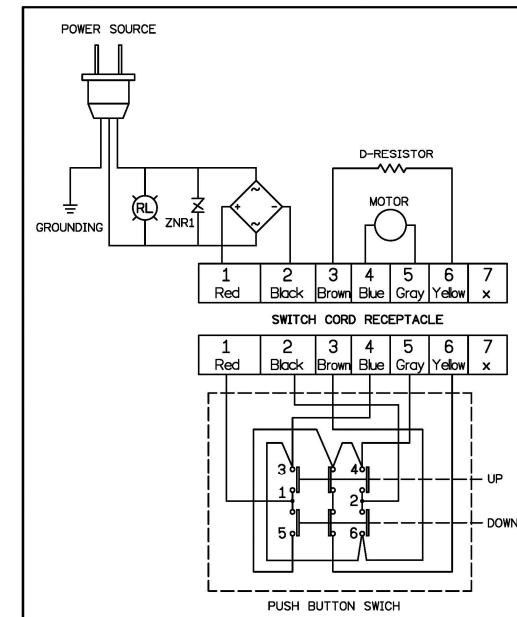 POWER SOURCE
GROUNDING
RL
ZNR1
~
+ -
~
D-RESISTOR
MOTOR
1 2 3 4 5 6 7
Red Black Brown Blue Gray Yellow x
SWITCH CORD RECEPTACLE
1 2 3 4 5 6 7
Red Black Brown Blue Gray Yellow x
3 4
UP
1 2
DOWN
5 6
PUSH BUTTON SWICH